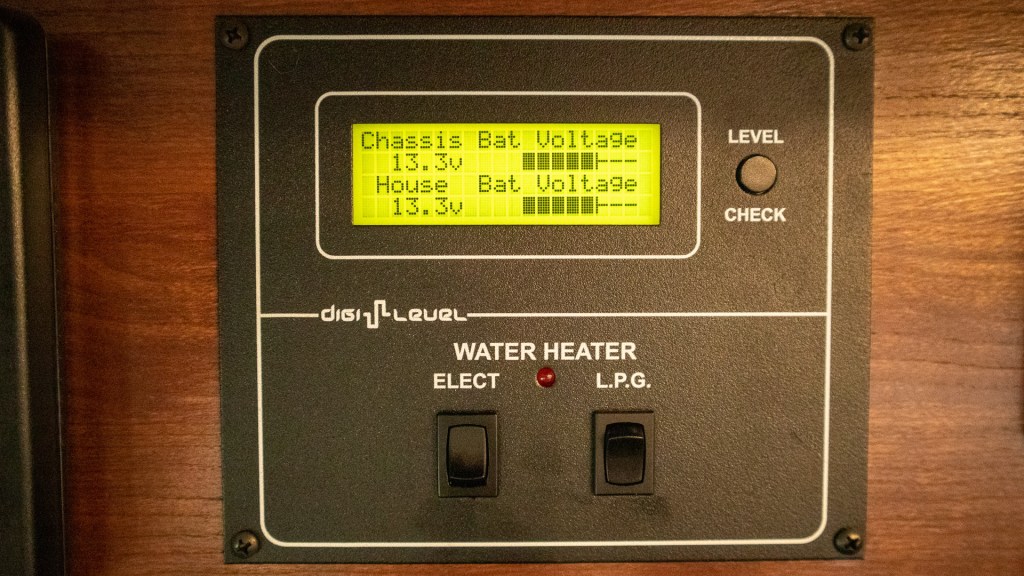 Chassis Bat Voltage
13.3v
House Bat Voltage
13.3v
LEVEL
CHECK
DIGI LEVEL
WATER HEATER
ELECT L.P.G.